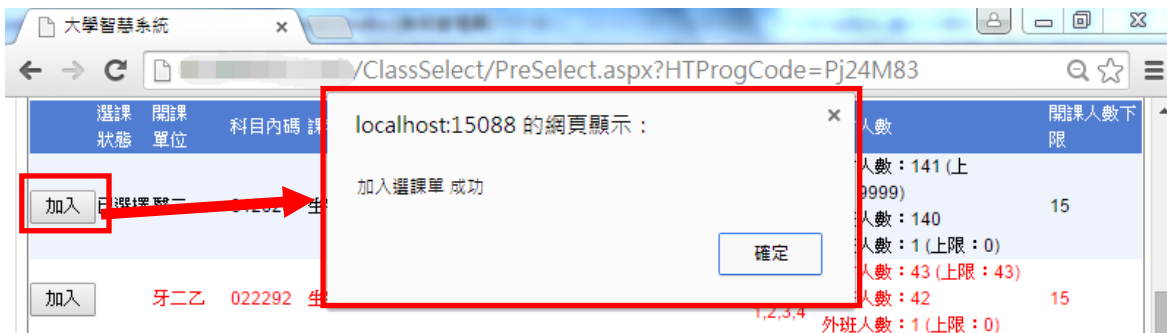 大學智慧系統
/ClassSelect/PreSelect.aspx?HTProgCode=Pj24M83
選課狀態
開課單位
科目內碼
人數
開課人數下限
localhost:15088 的網頁顯示：
加入選課單 成功
確定
加入
已選擇
人數：141 (上
9999)
人數：140
人數：1 (上限：0)
15
加入
牙二乙
022292
1,2,3,4
人數：43 (上限：43)
人數：42
外班人數：1 (上限：0)
15